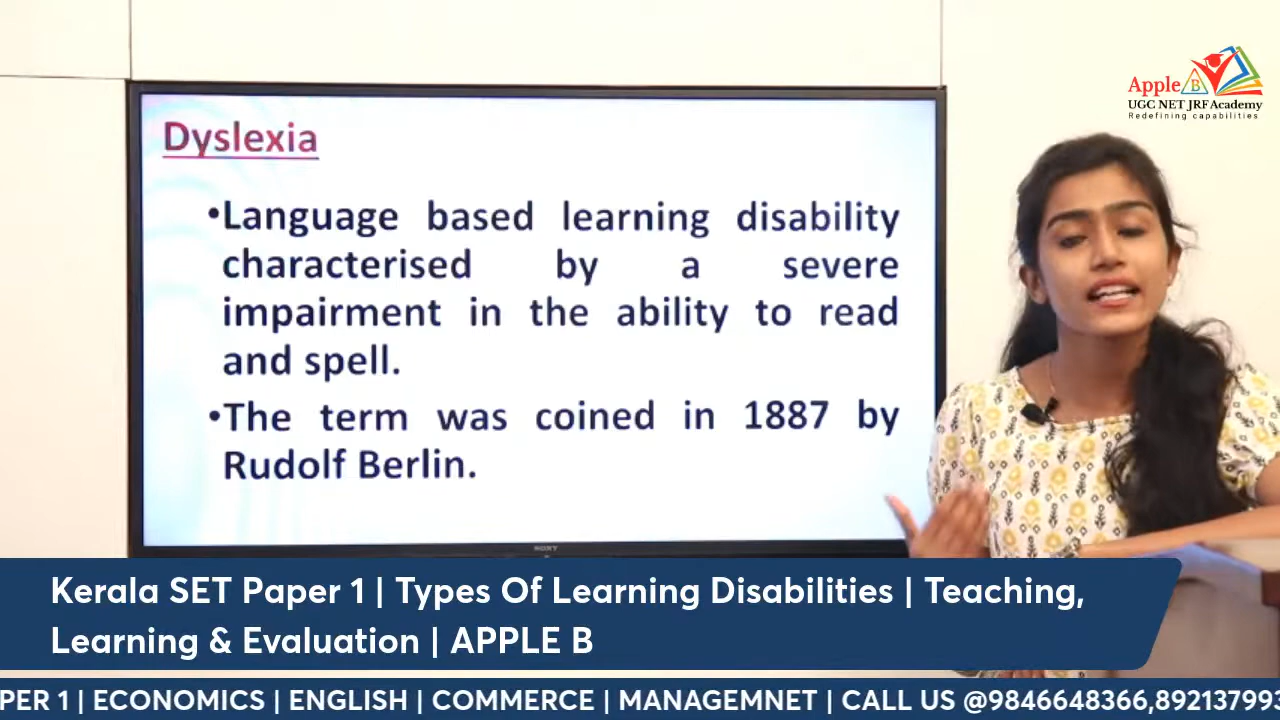 Apple B
UGC NET JRF Academy
Redefining capabilities
Dyslexia
•Language based learning disability
characterised by a severe
impairment in the ability to read
and spell.
•The term was coined in 1887 by
Rudolf Berlin.
SONY
Kerala SET Paper 1 | Types Of Learning Disabilities | Teaching,
Learning & Evaluation | APPLE B
PER 1 | ECONOMICS | ENGLISH | COMMERCE | MANAGEMNET | CALL US @9846648366,892137993